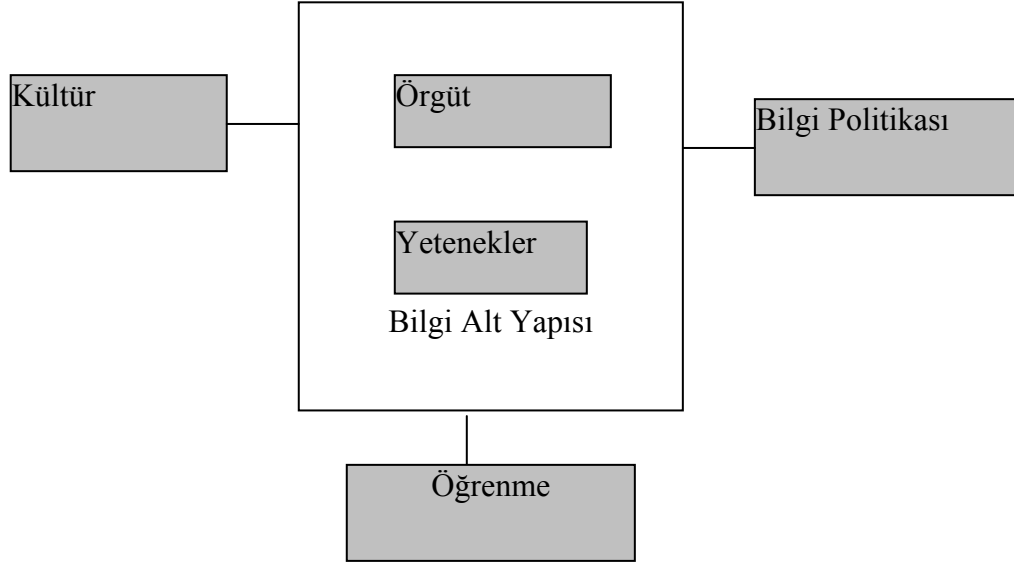 Kültür
Örgüt
Bilgi Politikası
Yetenekler
Bilgi Alt Yapısı
Öğrenme